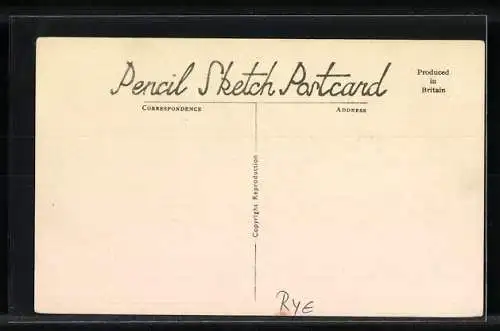 Pencil Sketch Postcard
Produced
in
Britain
CORRESPONDENCE
ADDRESS
Copyright Reproduction
RYE